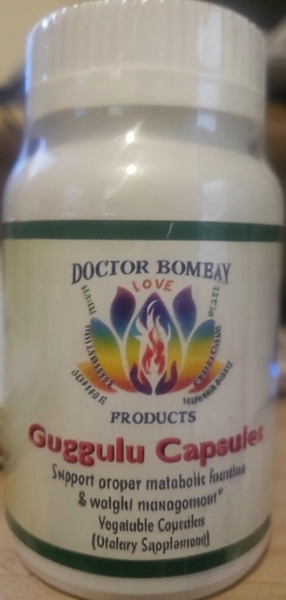 DOCTOR BOMBAY
LOVE
PRODUCTS
Guggulu Capsules
Support proper metabolic function
& weight management*
Vegetable Capsules
(Dietary Supplement)